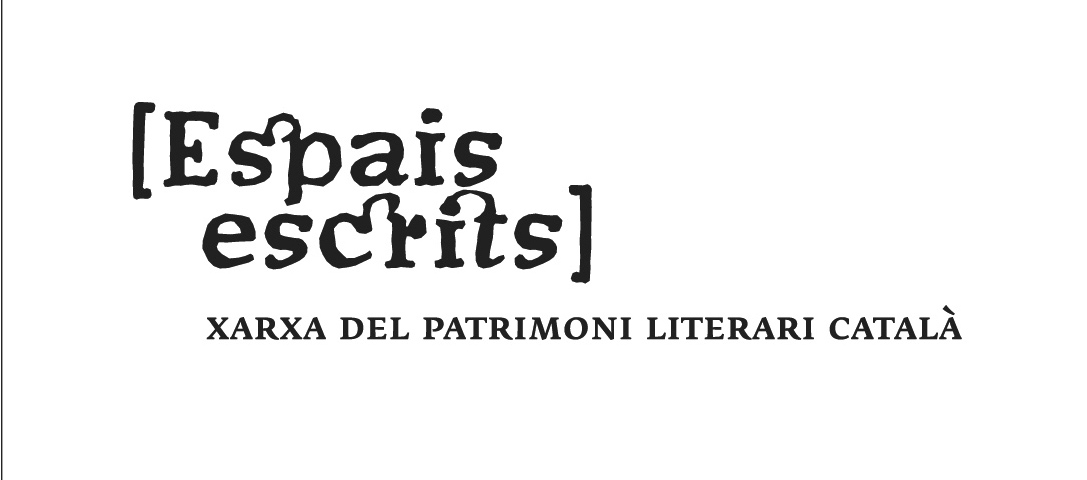 [Espais
escrits]
XARXA DEL PATRIMONI LITERARI CATALÀ